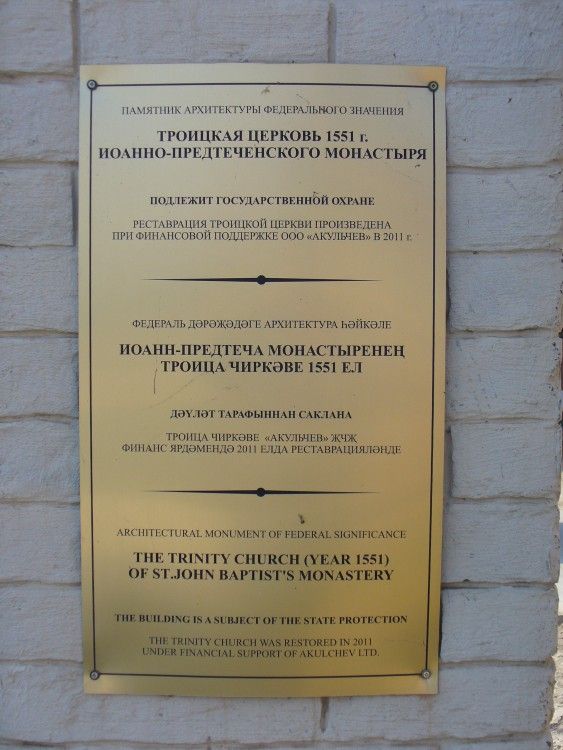 ПАМЯТНИК АРХИТЕКТУРЫ ФЕДЕРАЛЬНОГО ЗНАЧЕНИЯ
ТРОИЦКАЯ ЦЕРКОВЬ 1551 г.
ИОАННО-ПРЕДТЕЧЕНСКОГО МОНАСТЫРЯ
ПОДЛЕЖИТ ГОСУДАРСТВЕННОЙ ОХРАНЕ
РЕСТАВРАЦИЯ ТРОИЦКОЙ ЦЕРКВИ ПРОИЗВЕДЕНА
ПРИ ФИНАНСОВОЙ ПОДДЕРЖКЕ ООО «АКУЛЬЧЕВ» В 2011 г.
ФЕДЕРАЛЬ ДӘРӘҖӘДӘГЕ АРХИТЕКТУРА ҺӘЙКӘЛЕ
ИОАНН-ПРЕДТЕЧА МОНАСТЫРЕНЕҢ
ТРОИЦА ЧИРКӘВЕ 1551 ЕЛ
ДӘҮЛӘТ ТАРАФЫННАН САКЛАНА
ТРОИЦА ЧИРКӘВЕ «АКУЛЬЧЕВ» ҖЧҖ
ФИНАНС ЯРДӘМЕНДӘ 2011 ЕЛДА РЕСТАВРАЦИЯЛӘНДЕ
ARCHITECTURAL MONUMENT OF FEDERAL SIGNIFICANCE
THE TRINITY CHURCH (YEAR 1551)
OF ST.JOHN BAPTIST'S MONASTERY
THE BUILDING IS A SUBJECT OF THE STATE PROTECTION
THE TRINITY CHURCH WAS RESTORED IN 2011
UNDER FINANCIAL SUPPORT OF AKULCHEV LTD.